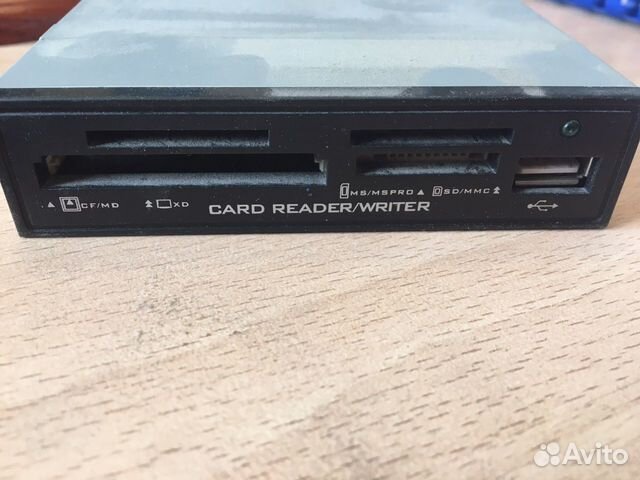 CF/MD XD MS/MSPRO SD/MMC
CARD READER/WRITER
Avito